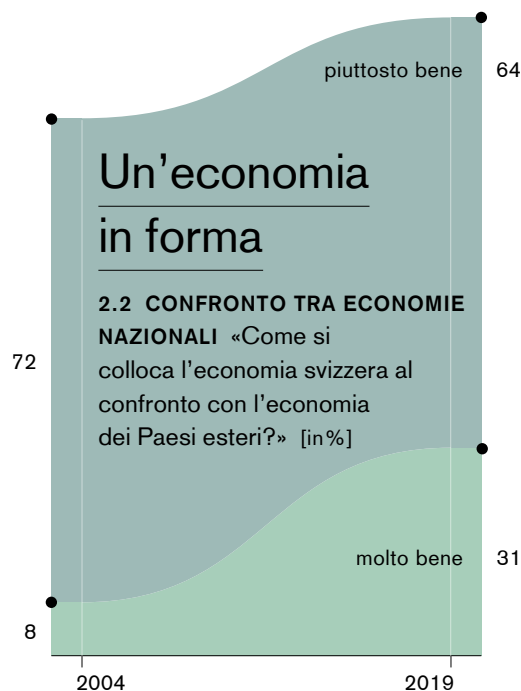 piuttosto bene 64
Un’economia
in forma
2.2 CONFRONTO TRA ECONOMIE
NAZIONALI «Come si
72
colloca l’economia svizzera al
confronto con l’economia
dei Paesi esteri?» [in%]
molto bene 31
8
2004 2019